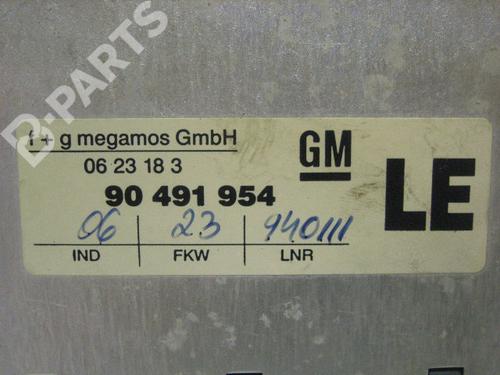 B-PARTS
f + g megamos GmbH
06 23 18 3
90 491 954
GM
LE
06 23 940111
IND FKW LNR